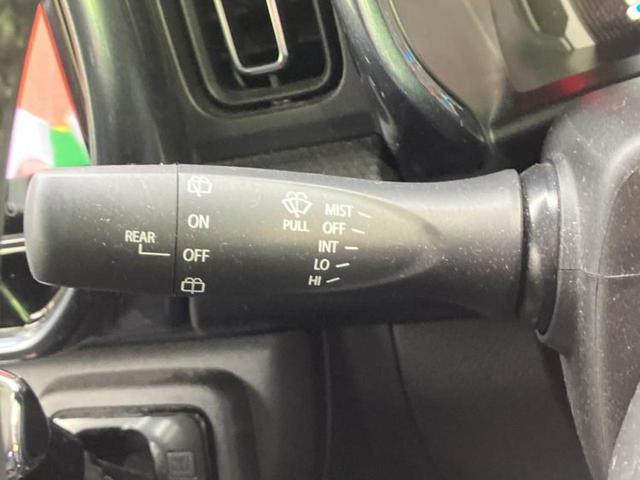 ON
REAR
OFF
PULL
MIST
OFF
INT
LO
HI